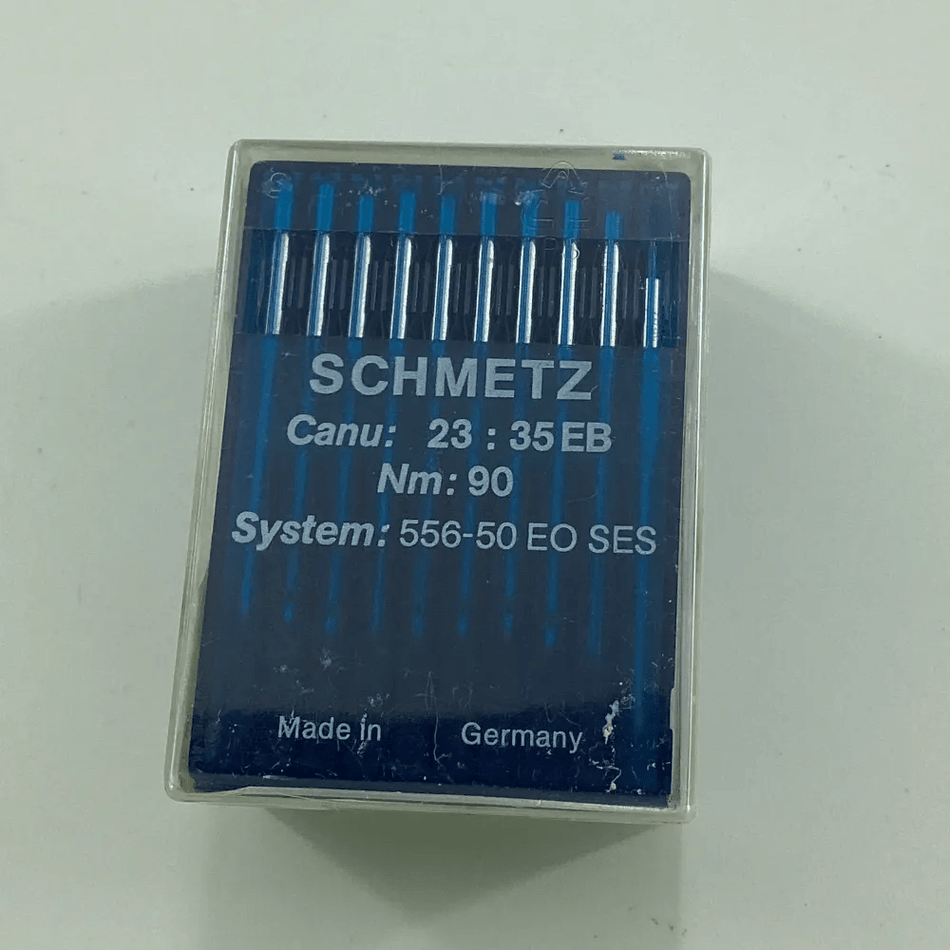 SCHMETZ
Canu: 23 : 35 EB
Nm: 90
System: 556-50 EO SES
Made in Germany